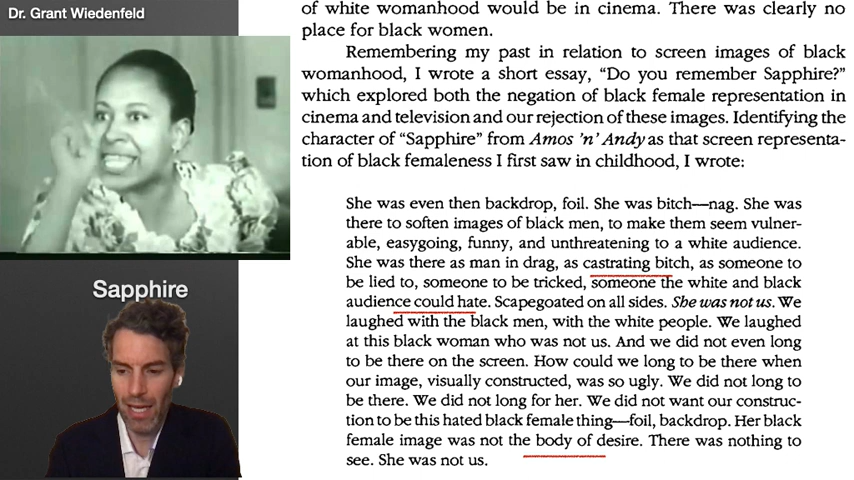 Dr. Grant Wiedenfeld
of white womanhood would be in cinema. There was clearly no
place for black women.
Remembering my past in relation to screen images of black
womanhood, I wrote a short essay, “Do you remember Sapphire?”
which explored both the negation of black female representation in
cinema and television and our rejection of these images. Identifying the
character of “Sapphire” from Amos ’n’ Andy as that screen representa-
tion of black femaleness I first saw in childhood, I wrote:
She was even then backdrop, foil. She was bitch—nag. She was
there to soften images of black men, to make them seem vulner-
able, easygoing, funny, and unthreatening to a white audience.
She was there as man in drag, as castrating bitch, as someone to
be lied to, someone to be tricked, someone the white and black
audience could hate. Scapegoated on all sides. She was not us. We
laughed with the black men, with the white people. We laughed
at this black woman who was not us. And we did not even long
to be there on the screen. How could we long to be there when
our image, visually constructed, was so ugly. We did not long to
be there. We did not long for her. We did not want our construc-
tion to be this hated black female thing—foil, backdrop. Her black
female image was not the body of desire. There was nothing to
see. She was not us.
Sapphire